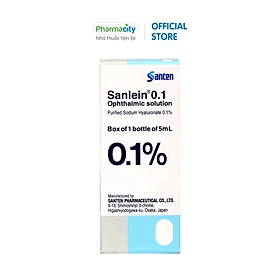 Pharmacity
Nhà thuốc tiện lợi
OFFICIAL
STORE
Santen
Sanlein® 0.1
Ophthalmic solution
Purified Sodium Hyaluronate 0.1%
Box of 1 bottle of 5mL
0.1%
Manufactured by
SANTEN PHARMACEUTICAL CO., LTD.
9-19, Shimoshinjo 3-chome,
Higashiyodogawa-ku, Osaka, Japan